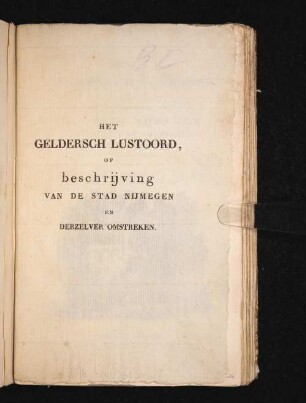 HET
GELDERSCH LUSTOORD,
OF
beschrijving
VAN DE STAD NIJMEGEN
EN
DERZELVER OMSTREKEN.